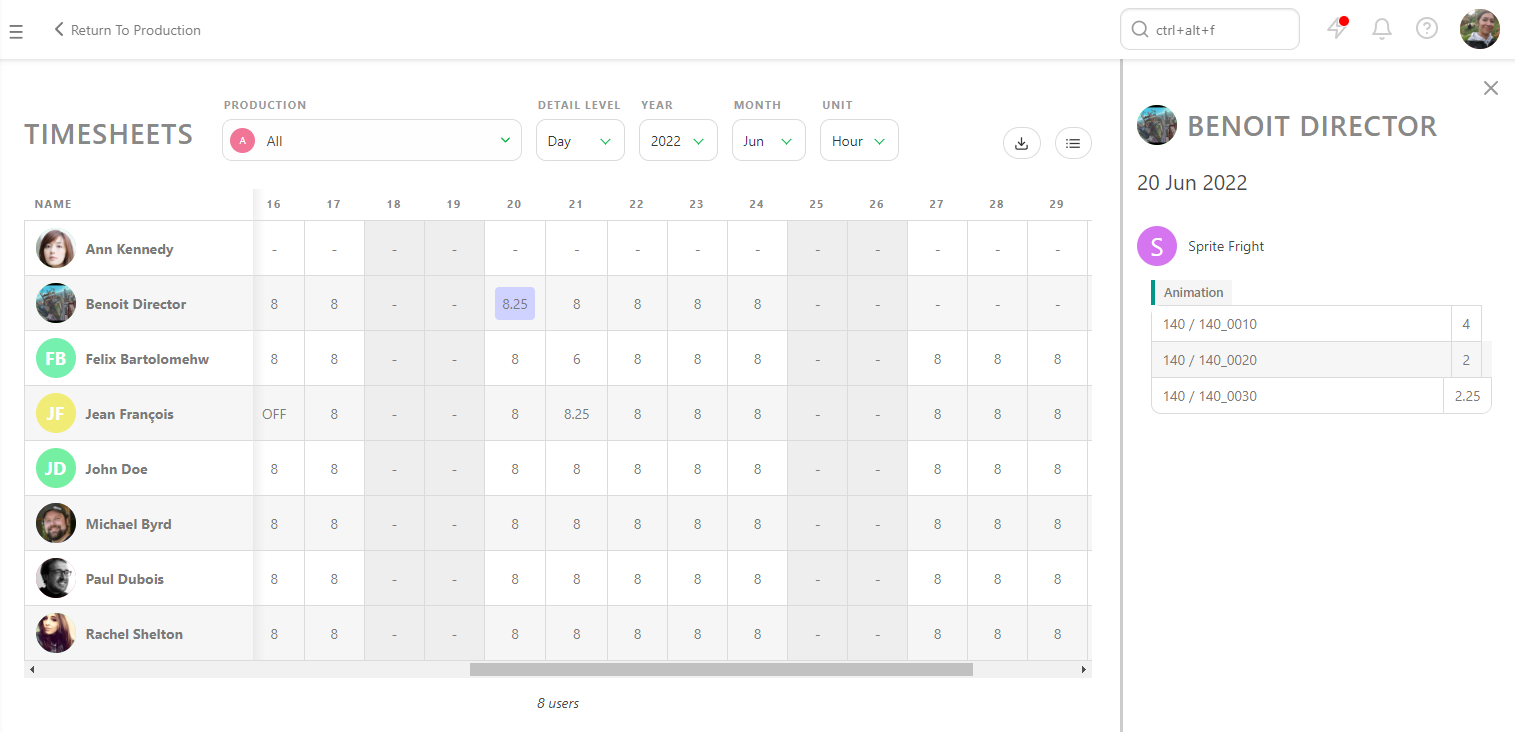 Return To Production
ctrl+alt+f
TIMESHEETS
PRODUCTION DETAIL LEVEL YEAR MONTH UNIT
A All Day 2022 Jun Hour
NAME 16 17 18 19 20 21 22 23 24 25 26 27 28 29
Ann Kennedy - - - - - - - - - - - - - -
Benoit Director 8 8 - - 8.25 8 8 8 8 - - - - -
FB Felix Bartolomehw 8 8 - - 8 6 8 8 8 - - 8 8 8
JF Jean François OFF 8 - - 8 8.25 8 8 8 - - 8 8 8
JD John Doe 8 8 - - 8 8 8 8 8 - - 8 8 8
Michael Byrd 8 8 - - 8 8 8 8 8 - - 8 8 8
Paul Dubois 8 8 - - 8 8 8 8 8 - - 8 8 8
Rachel Shelton 8 8 - - 8 8 8 8 8 - - 8 8 8
8 users
BENOIT DIRECTOR
20 Jun 2022
S Sprite Fright
Animation
140 / 140_0010 4
140 / 140_0020 2
140 / 140_0030 2.25